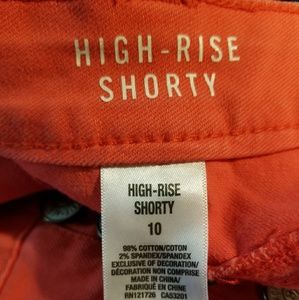 HIGH-RISE
SHORTY
HIGH-RISE
SHORTY
10
98% COTTON/COTON
2% SPANDEX/SPANDEX
EXCLUSIVE OF DECORATION/
DÉCORATION NON COMPRISE
MADE IN CHINA/
FABRIQUÉ EN CHINE
RN121726 CA53201